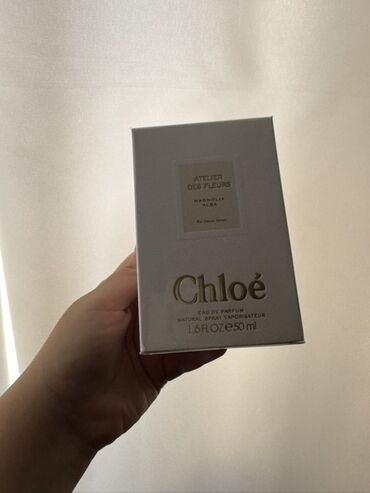 ATELIER
DES FLEURS
MAGNOLIA
ALBA
Chloé
EAU DE PARFUM
NATURAL SPRAY VAPORISATEUR
1,6 FL OZ e 50 ml